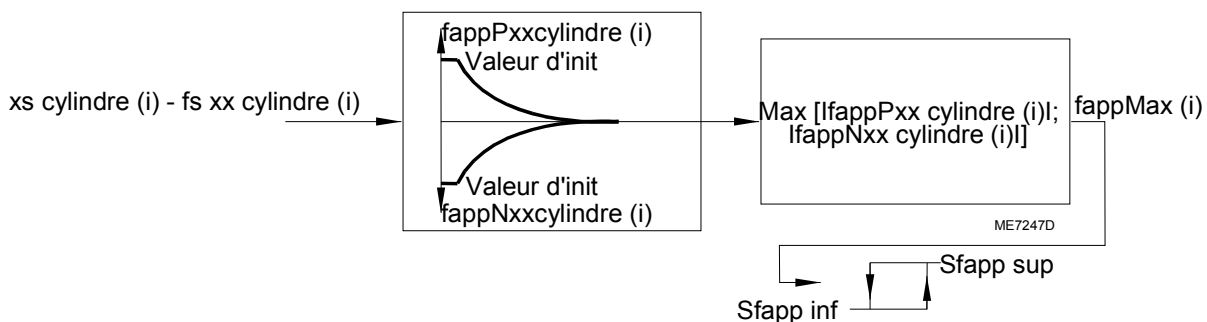 fappPxxcylindre (i)
Valeur d'init
xs cylindre (i) - fs xx cylindre (i)
Valeur d'init
fappNxxcylindre (i)
Max [IfappPxx cylindre (i)I;
IfappNxx cylindre (i)I]
fappMax (i)
ME7247D
Sfapp sup
Sfapp inf